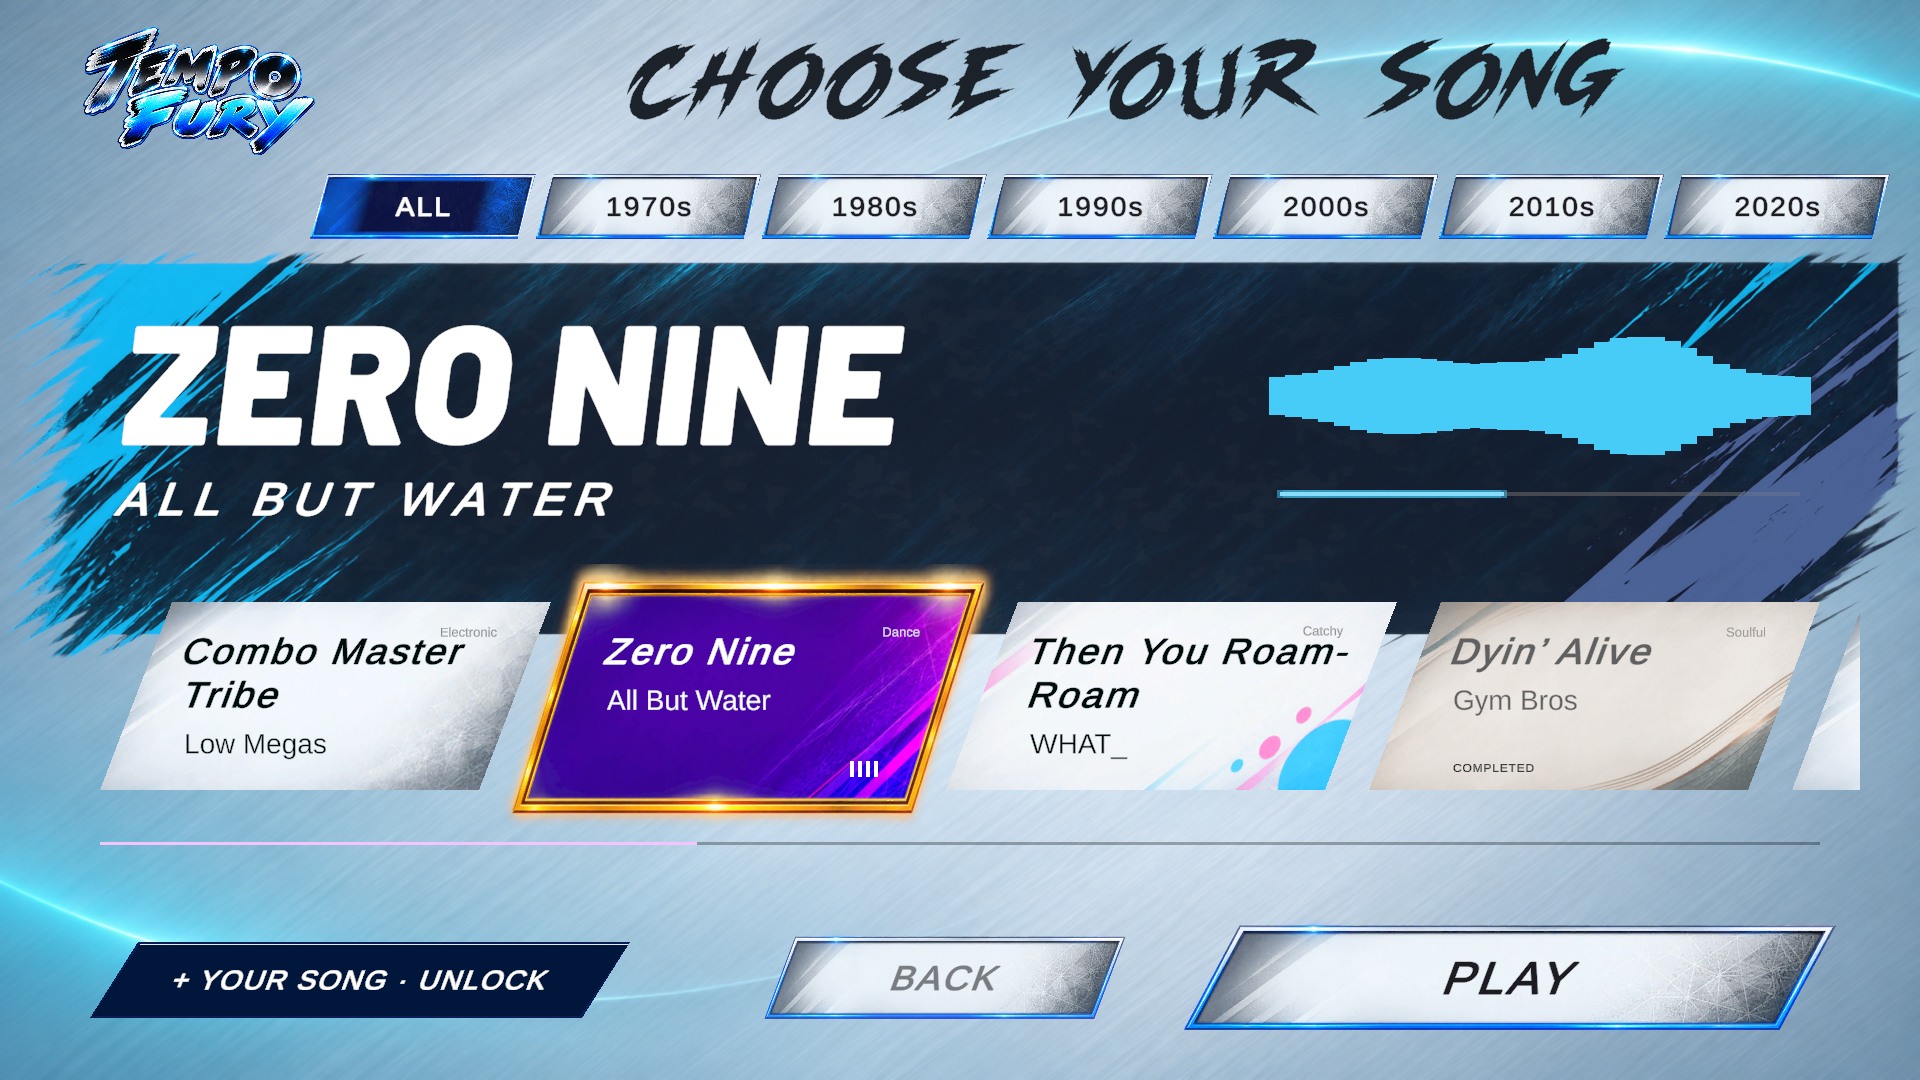 TEMPO
FURY
CHOOSE YOUR SONG
ALL
1970s
1980s
1990s
2000s
2010s
2020s
ZERO NINE
ALL BUT WATER
Electronic
Combo Master
Tribe
Low Megas
Dance
Zero Nine
All But Water
Catchy
Then You Roam-
Roam
WHAT_
Soulful
Dyin’ Alive
Gym Bros
COMPLETED
+ YOUR SONG · UNLOCK
BACK
PLAY